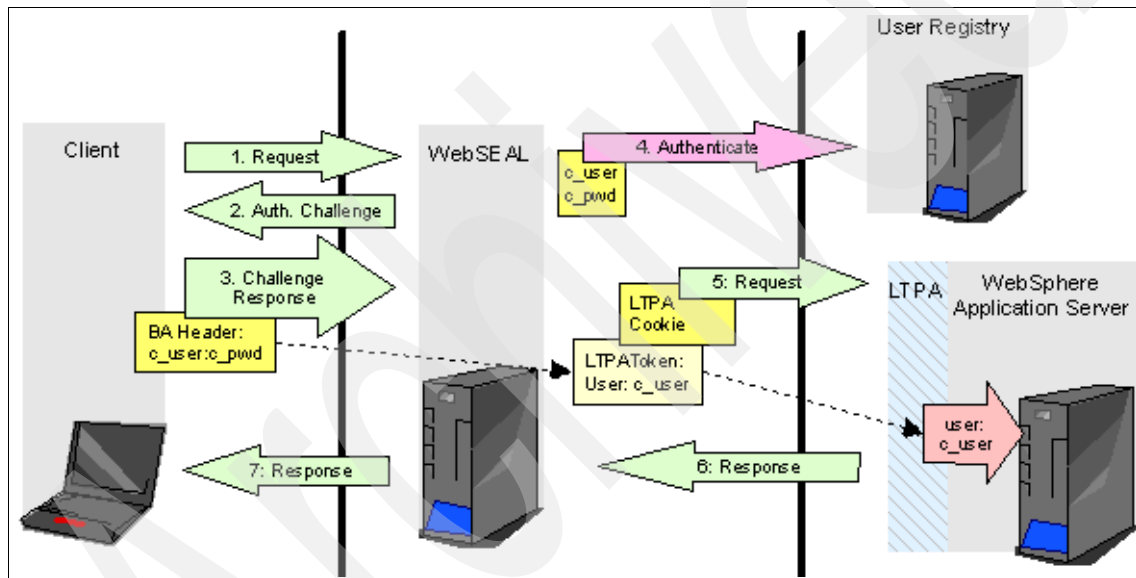 User Registry
Client
1. Request
WebSEAL
4. Authenticate
c_user
c_pwd
2. Auth. Challenge
3. Challenge
Response
5: Request
LTPA
WebSphere
Application Server
BA Header:
c_user:c_pwd
LTPA
Cookie
LTPAToken:
User: c_user
user:
c_user
7: Response
6: Response
Archived